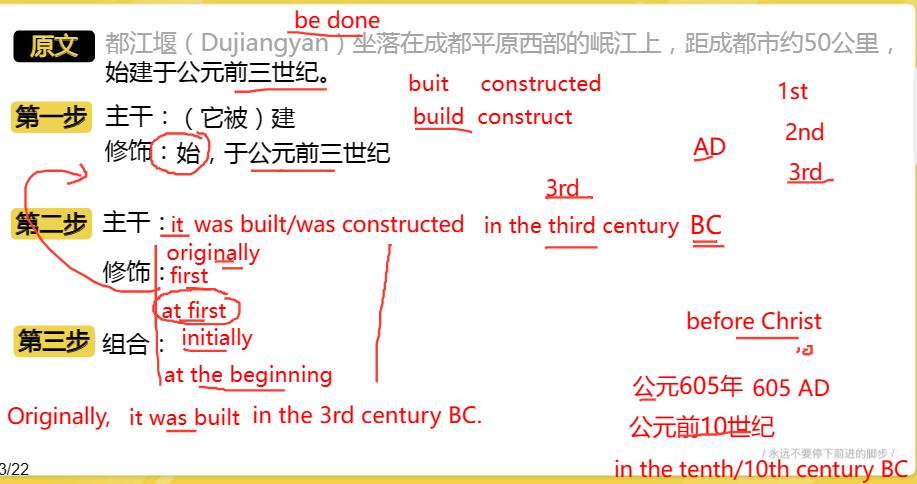 be done
原文 都江堰（Dujiangyan）坐落在成都平原西部的岷江上，距成都市约50公里，
始建于公元前三世纪。
buit constructed
1st
第一步 主干：（它被）建
build construct
2nd
AD
修饰：始，于公元前三世纪
3rd
3rd
第二步 主干：it was built/was constructed in the third century BC
originally
修饰：first
at first
before Christ
第三步 组合：initially
at the beginning
公元605年 605 AD
Originally, it was built in the 3rd century BC.
公元前10世纪
/ 永远不要停下前进的脚步 /
3/22
in the tenth/10th century BC